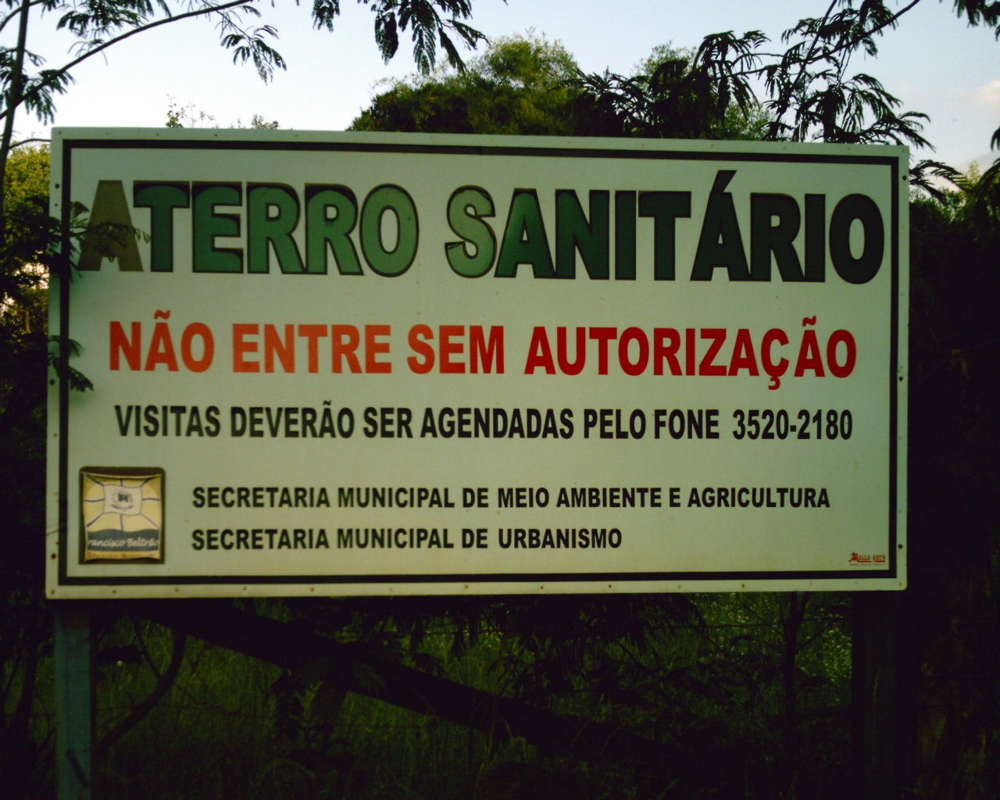 ATERRO SANITÁRIO
NÃO ENTRE SEM AUTORIZAÇÃO
VISITAS DEVERÃO SER AGENDADAS PELO FONE 3520-2180
SECRETARIA MUNICIPAL DE MEIO AMBIENTE E AGRICULTURA
SECRETARIA MUNICIPAL DE URBANISMO
rancisco Beltrão